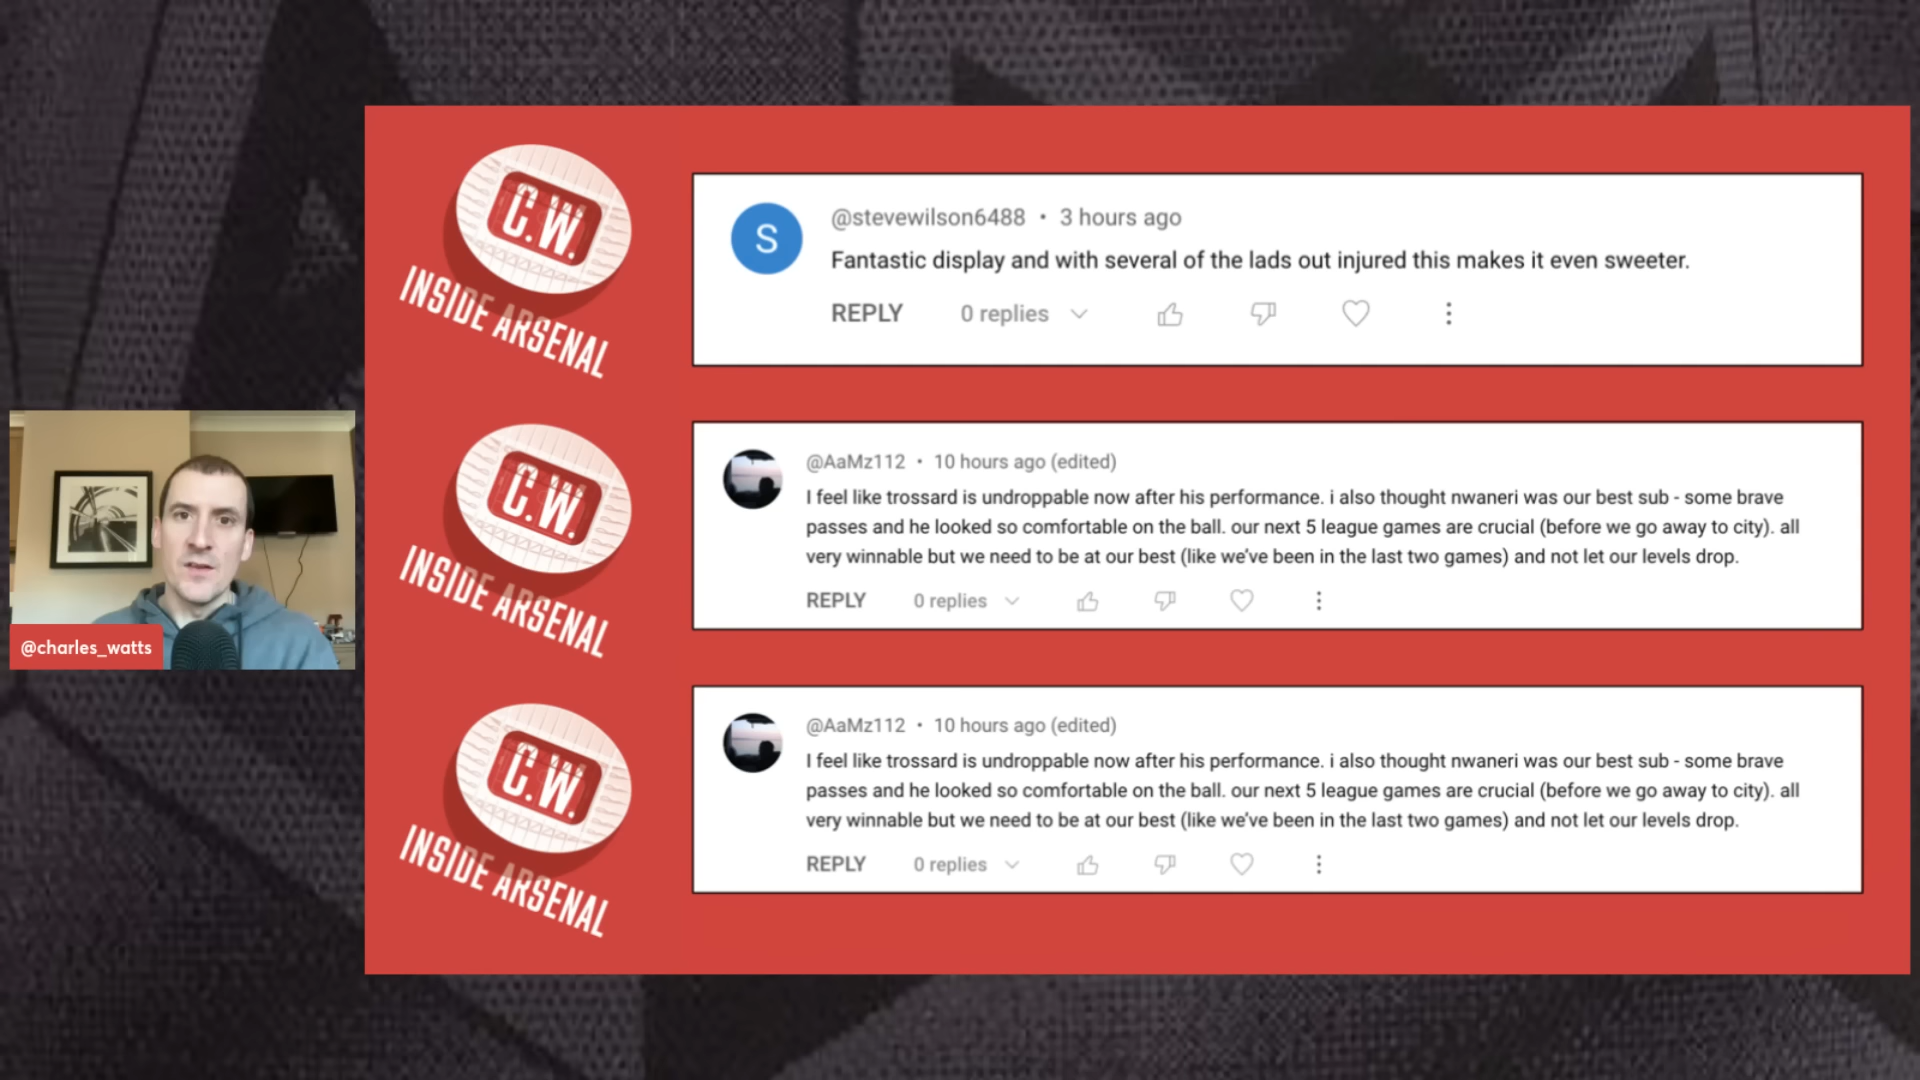 C.W.
INSIDE ARSENAL
S
@stevewilson6488 • 3 hours ago
Fantastic display and with several of the lads out injured this makes it even sweeter.
REPLY 0 replies
C.W.
INSIDE ARSENAL
@AaMz112 • 10 hours ago (edited)
I feel like trossard is undroppable now after his performance. i also thought nwaneri was our best sub - some brave
passes and he looked so comfortable on the ball. our next 5 league games are crucial (before we go away to city). all
very winnable but we need to be at our best (like we've been in the last two games) and not let our levels drop.
REPLY 0 replies
@charles_watts
C.W.
INSIDE ARSENAL
@AaMz112 • 10 hours ago (edited)
I feel like trossard is undroppable now after his performance. i also thought nwaneri was our best sub - some brave
passes and he looked so comfortable on the ball. our next 5 league games are crucial (before we go away to city). all
very winnable but we need to be at our best (like we've been in the last two games) and not let our levels drop.
REPLY 0 replies